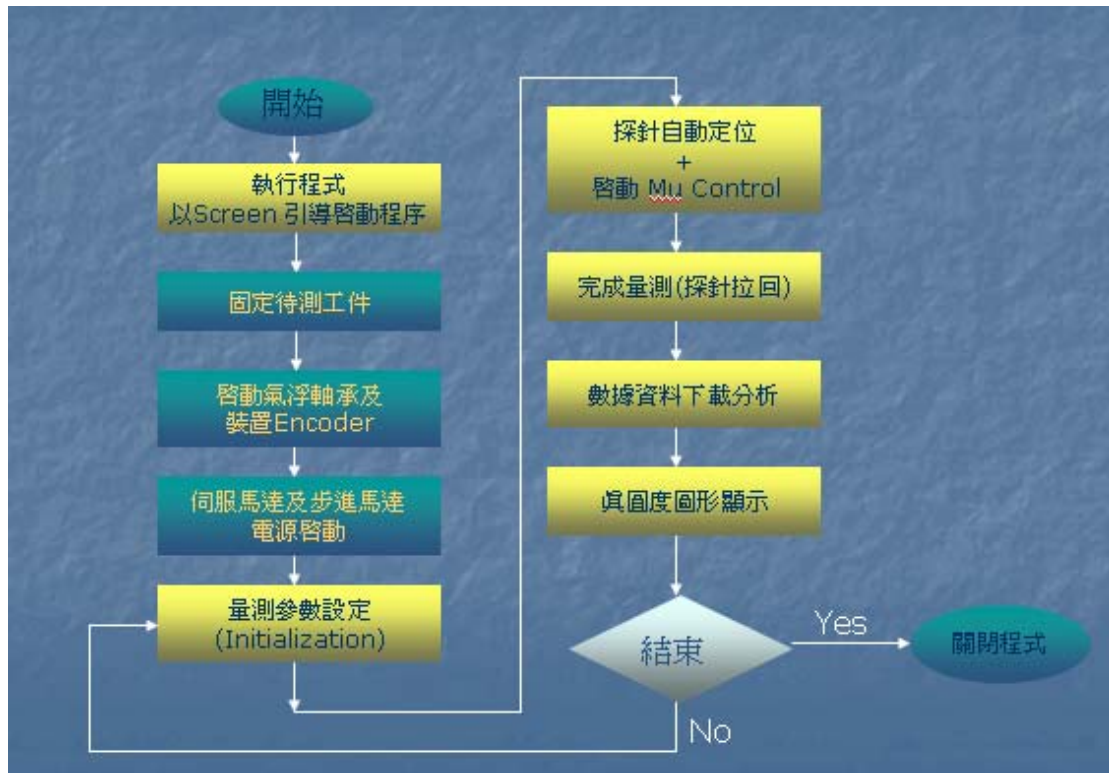 開始
執行程式
以Screen 引導啟動程序
固定待測工件
啟動氣浮軸承及
裝置Encoder
伺服馬達及步進馬達
電源啟動
量測參數設定
(Initialization)
探針自動定位
+
啟動 Mu Control
完成量測(探針拉回)
數據資料下載分析
真圓度圖形顯示
結束
Yes
關閉程式
No